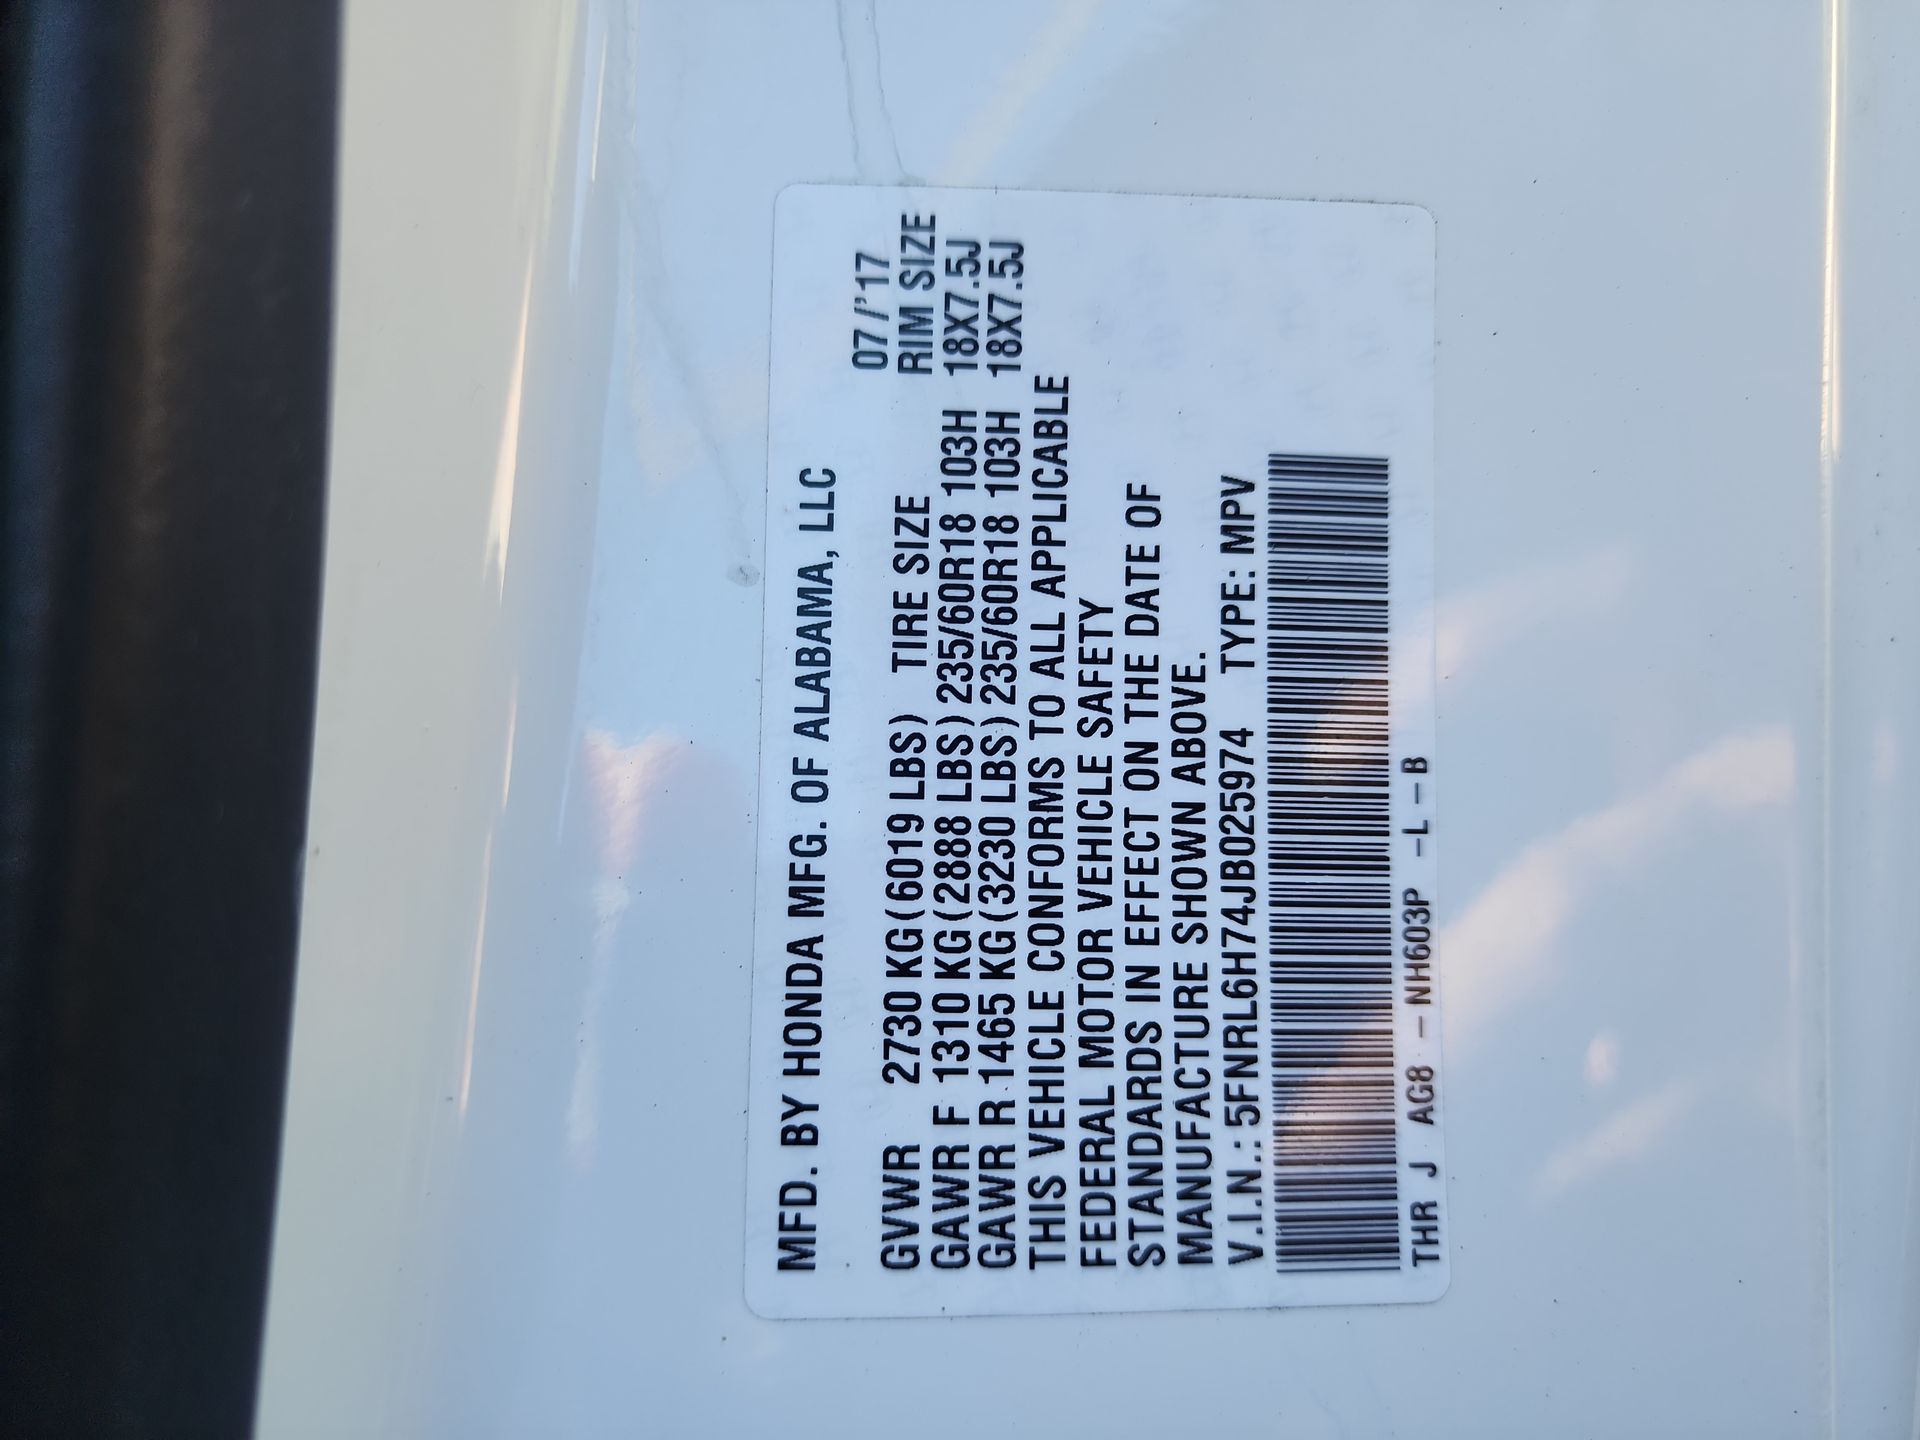 MFD. BY HONDA MFG. OF ALABAMA, LLC
07/'17
GVWR 2730 KG(6019 LBS) TIRE SIZE RIM SIZE
GAWR F 1310 KG(2888 LBS) 235/60R18 103H 18X7.5J
GAWR R 1465 KG(3230 LBS) 235/60R18 103H 18X7.5J
THIS VEHICLE CONFORMS TO ALL APPLICABLE
FEDERAL MOTOR VEHICLE SAFETY
STANDARDS IN EFFECT ON THE DATE OF
MANUFACTURE SHOWN ABOVE.
V.I.N.: 5FNRL6H74JB025974 TYPE: MPV
THR J AG8 - NH603P -L-B